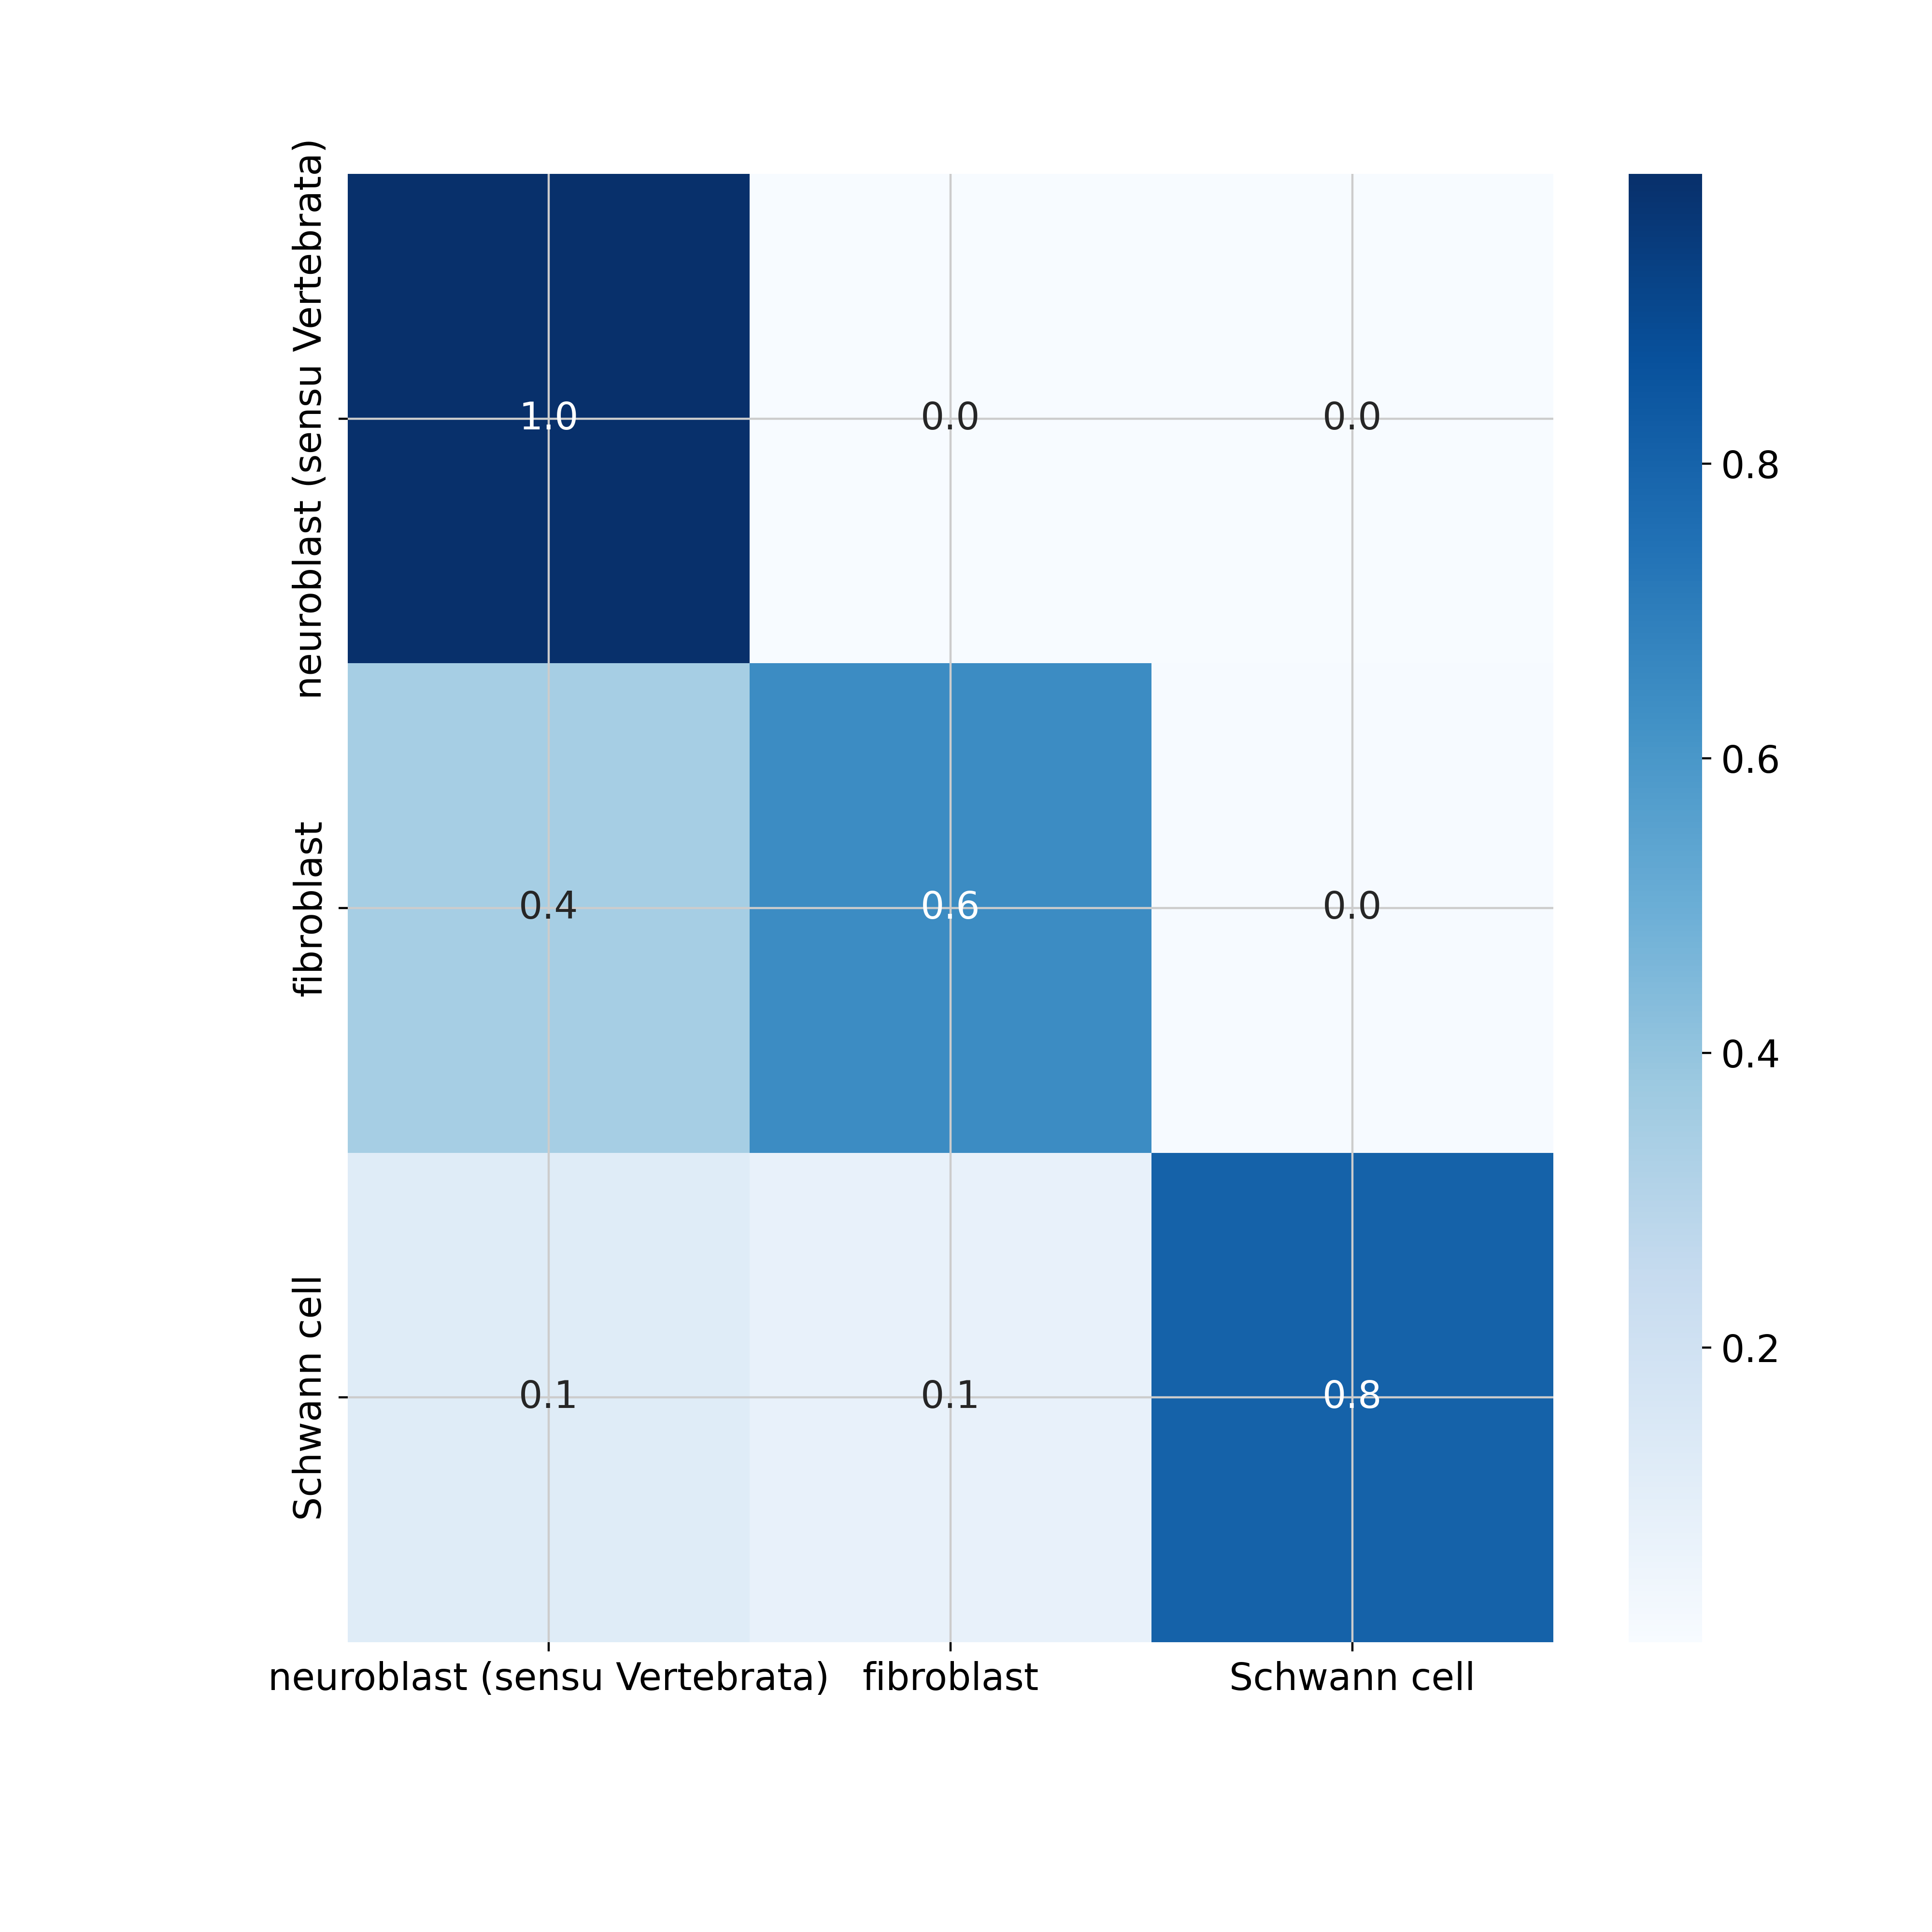 neuroblast (sensu Vertebrata)
1.0 0.0 0.0
fibroblast
0.4 0.6 0.0
Schwann cell
0.1 0.1 0.8
neuroblast (sensu Vertebrata) fibroblast Schwann cell
0.8
0.6
0.4
0.2